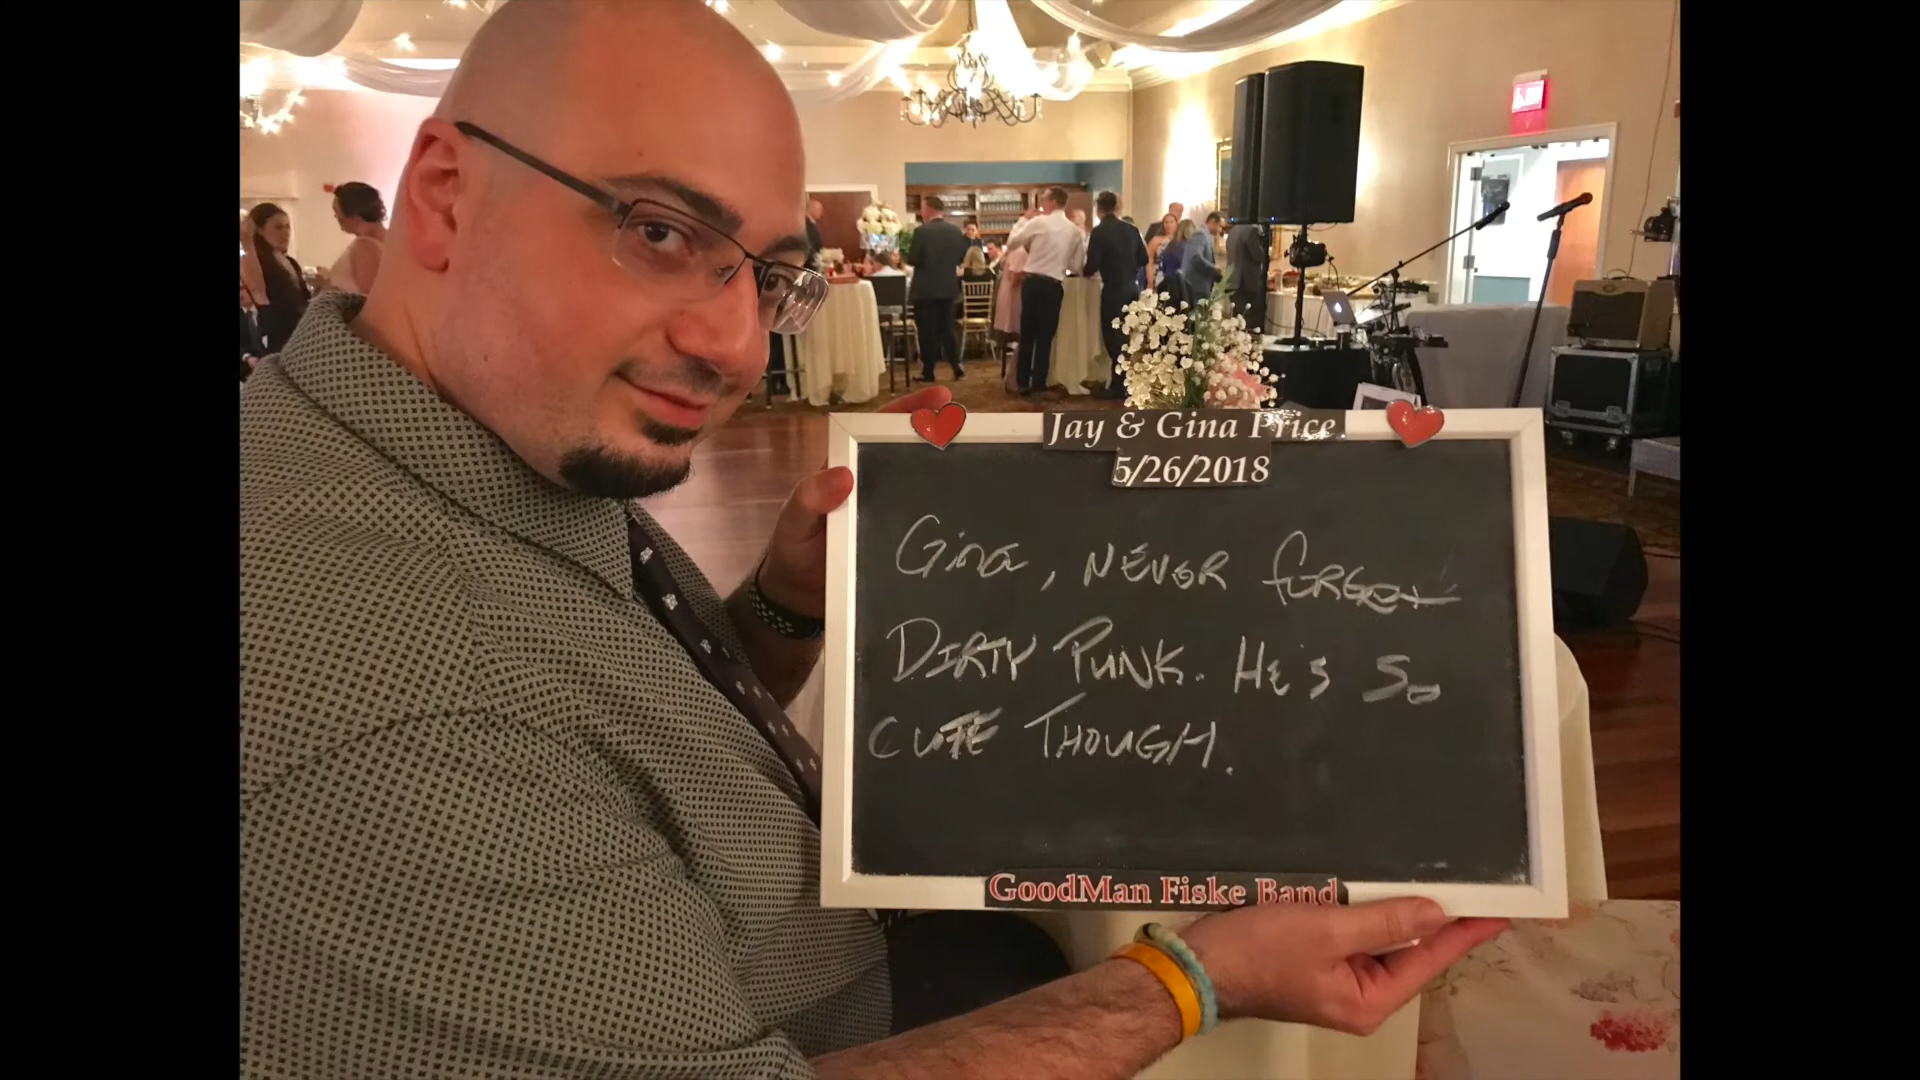 Jay & Gina Price
5/26/2018
Gina, NEVER fORGEt
DIRTY PUNK. HE'S So
CUTE THOUGH.
GoodMan Fiske Band